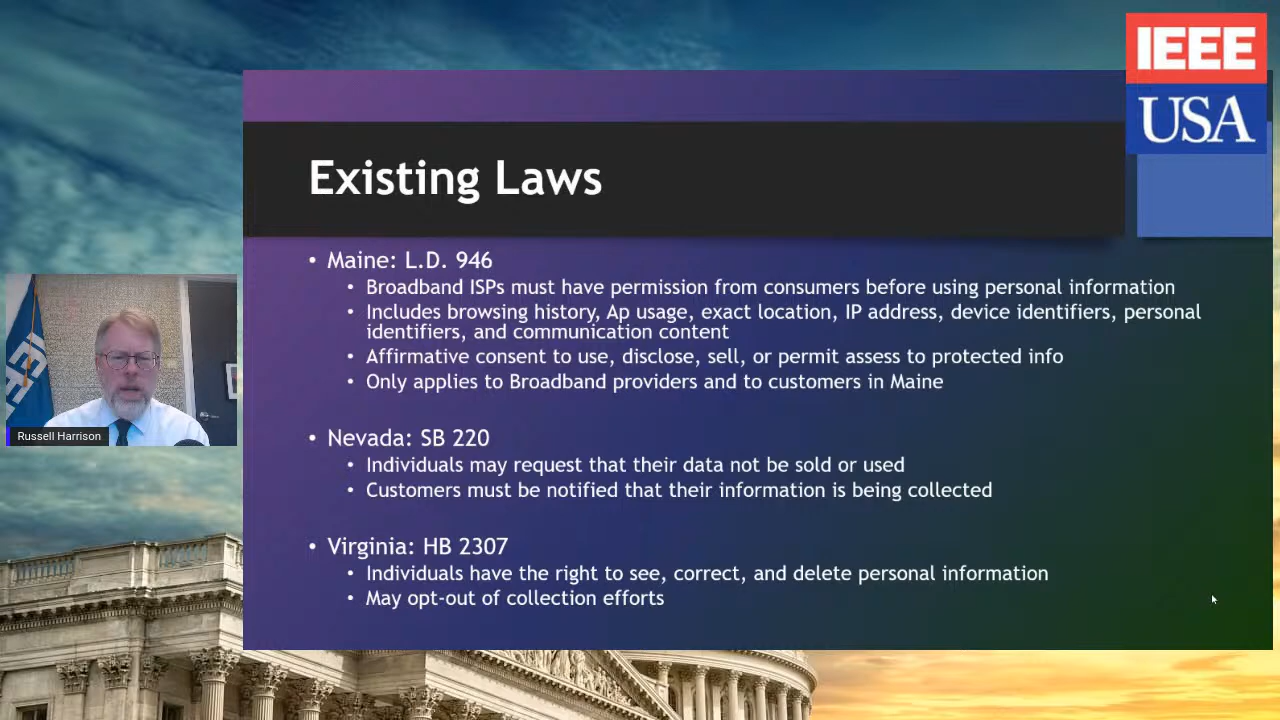 IEEE
USA
Existing Laws
• Maine: L.D. 946
• Broadband ISPs must have permission from consumers before using personal information
• Includes browsing history, Ap usage, exact location, IP address, device identifiers, personal
identifiers, and communication content
• Affirmative consent to use, disclose, sell, or permit assess to protected info
• Only applies to Broadband providers and to customers in Maine
• Nevada: SB 220
• Individuals may request that their data not be sold or used
• Customers must be notified that their information is being collected
• Virginia: HB 2307
• Individuals have the right to see, correct, and delete personal information
• May opt-out of collection efforts
IEEE
Russell Harrison